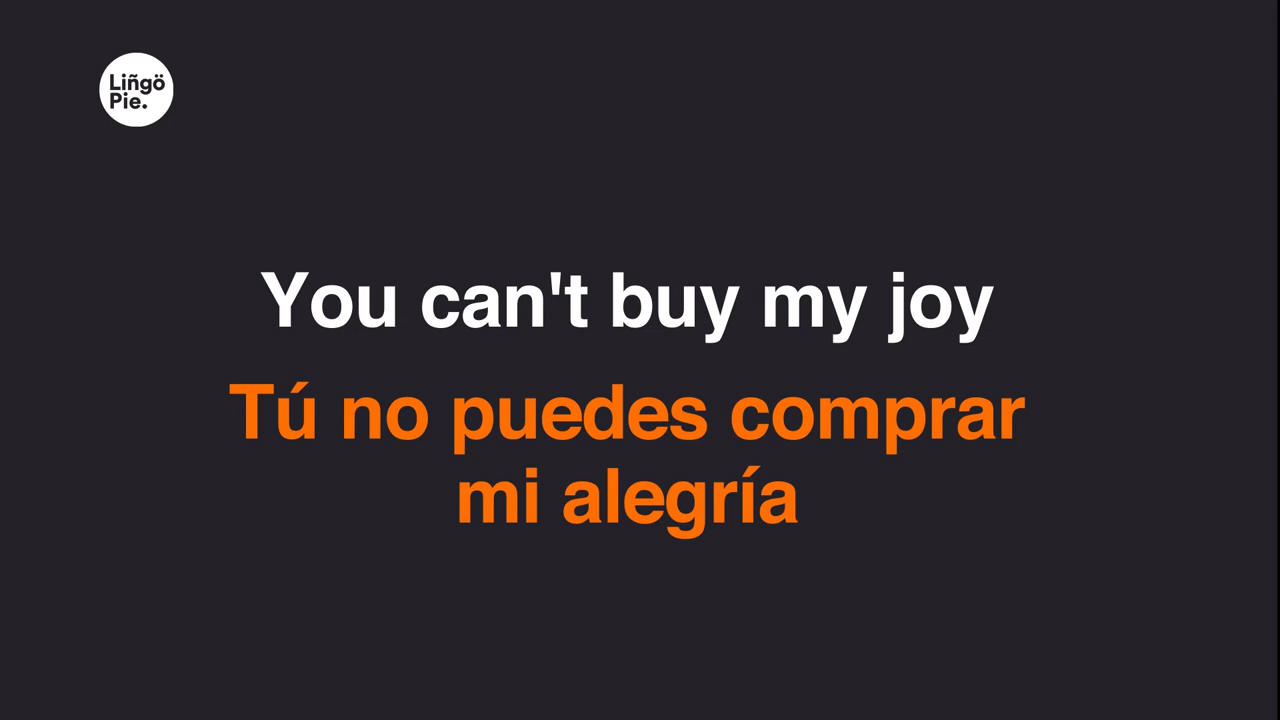 Liñgö
Pie.
You can't buy my joy
Tú no puedes comprar
mi alegría